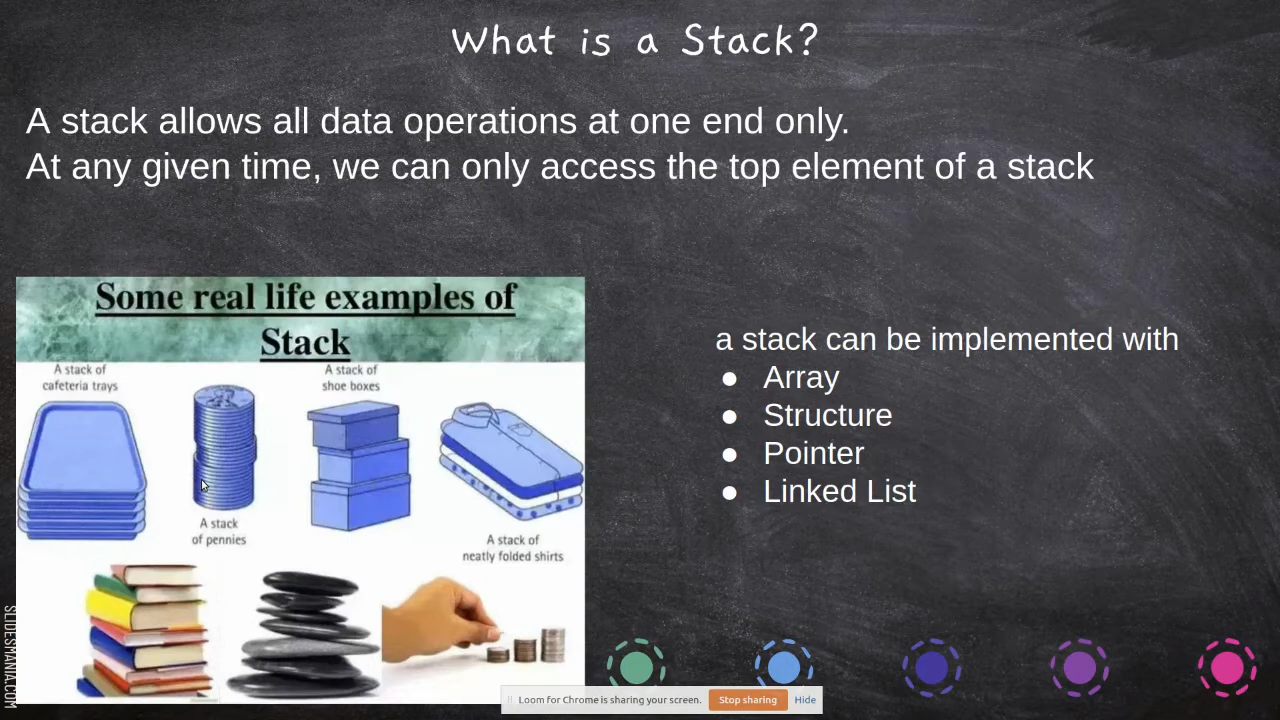 What is a Stack?
A stack allows all data operations at one end only.
At any given time, we can only access the top element of a stack
Some real life examples of
Stack
A stack of
cafeteria trays
A stack of
shoe boxes
A stack
of pennies
A stack of
neatly folded shirts
a stack can be implemented with
● Array
● Structure
● Pointer
● Linked List
SLIDESMANIA.COM
Loom for Chrome is sharing your screen. Stop sharing Hide